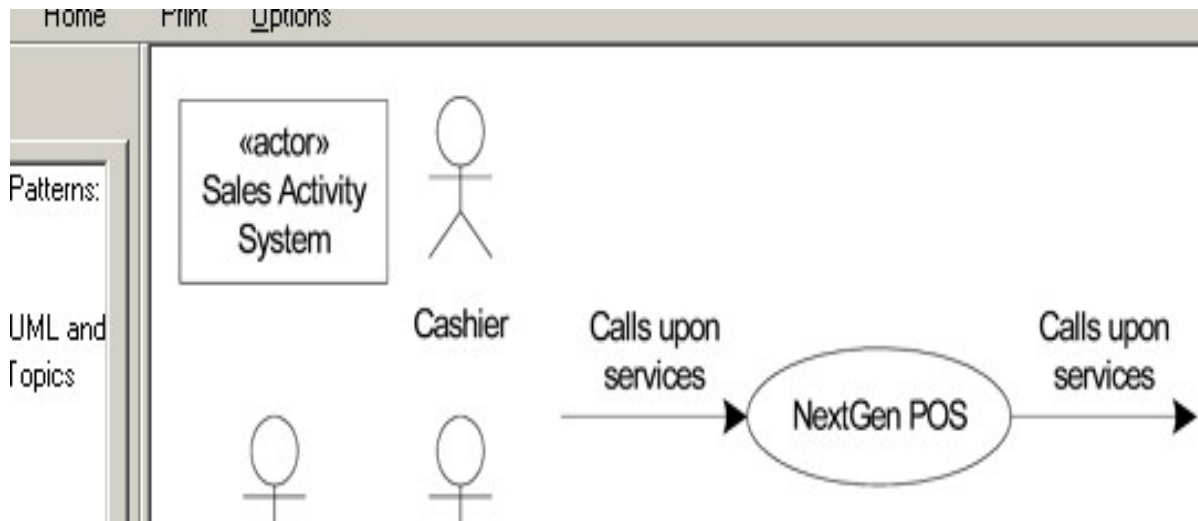 Home Print Options
Patterns:
UML and
Topics
«actor»
Sales Activity
System
Cashier
Calls upon
services
NextGen POS
Calls upon
services